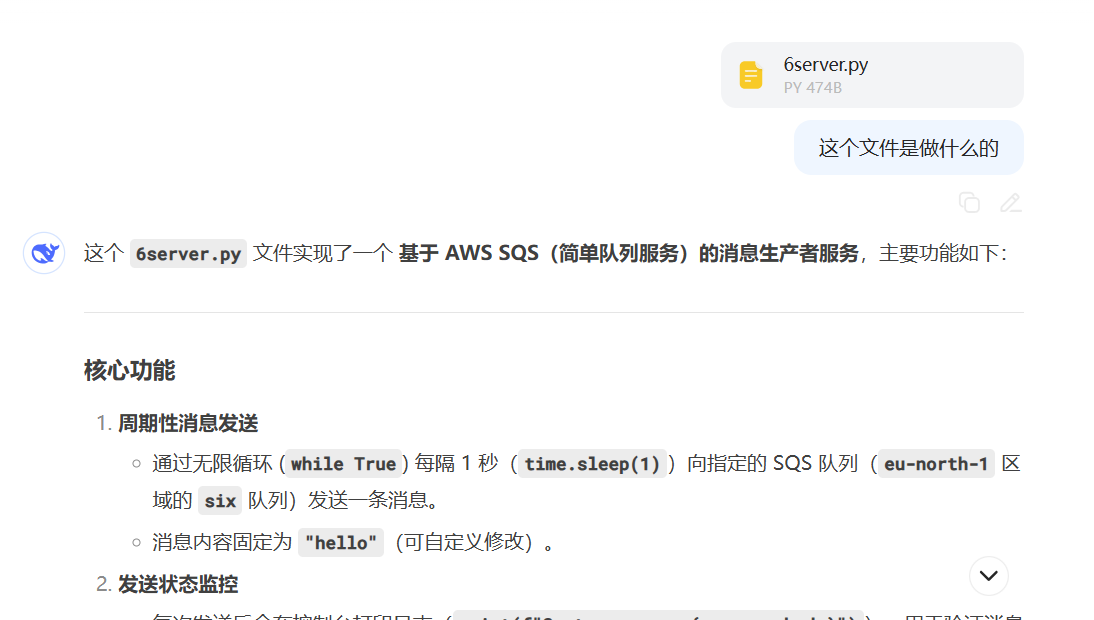 6server.py
PY 474B
这个文件是做什么的
这个 6server.py 文件实现了一个 基于 AWS SQS（简单队列服务）的消息生产者服务，主要功能如下：
核心功能
1. 周期性消息发送
通过无限循环 (while True) 每隔 1 秒（time.sleep(1)）向指定的 SQS 队列（eu-north-1 区
域的 six 队列）发送一条消息。
消息内容固定为 "hello"（可自定义修改）。
2. 发送状态监控